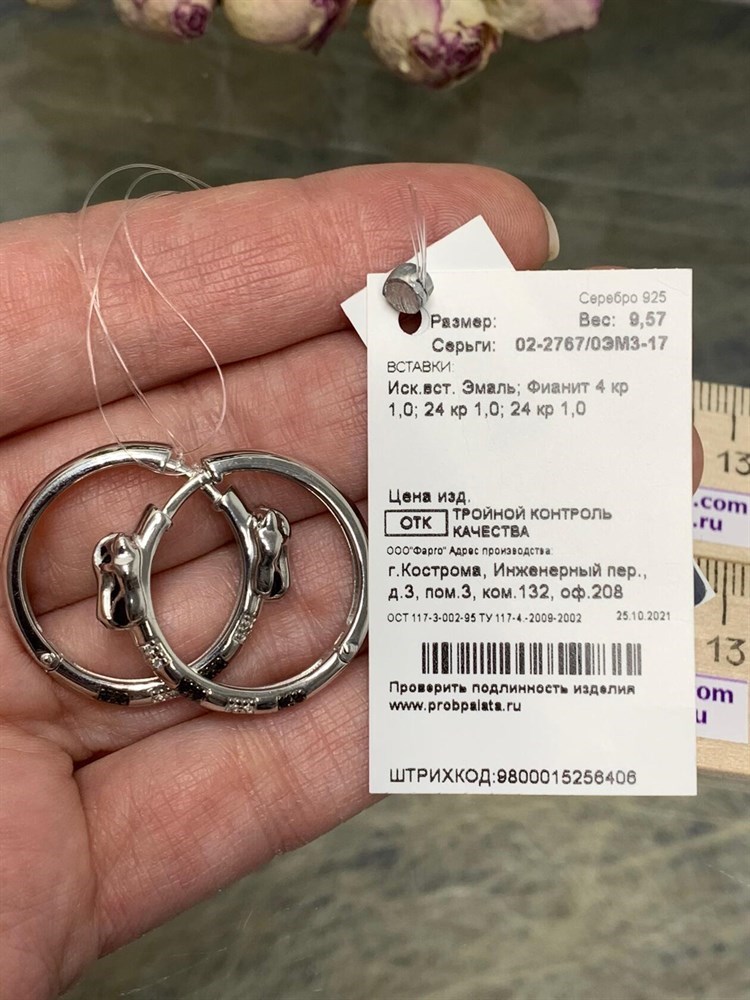 Серебро 925
Размер: Вес: 9,57
Серьги: 02-2767/0ЭМ3-17
ВСТАВКИ:
Иск.вст. Эмаль; Фианит 4 кр
1,0; 24 кр 1,0; 24 кр 1,0
Цена изд.
ОТК ТРОЙНОЙ КОНТРОЛЬ
КАЧЕСТВА
ООО"Фарго" Адрес производства:
г.Кострома, Инженерный пер.,
д.3, пом.3, ком.132, оф.208
ОСТ 117-3-002-95 ТУ 117-4.-2009-2002 25.10.2021
Проверить подлинность изделия
www.probpalata.ru
ШТРИХКОД:9800015256406
13
.com
.ru
13
om
u